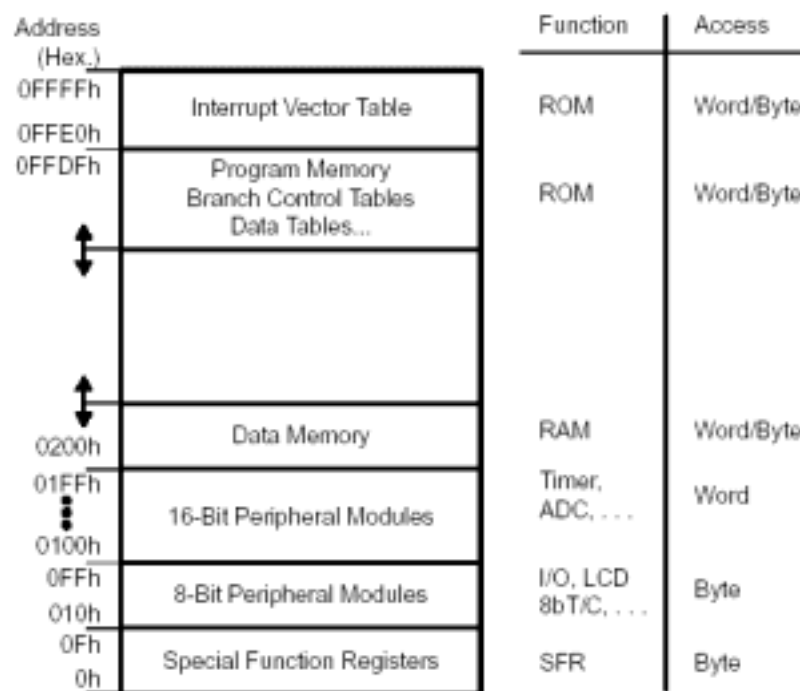 Address Function Access
(Hex.)
0FFFFh Interrupt Vector Table ROM Word/Byte
0FFE0h
0FFDFh Program Memory
Branch Control Tables ROM Word/Byte
Data Tables...
Data Memory RAM Word/Byte
0200h
01FFh Timer,
16-Bit Peripheral Modules ADC, . . . Word
0100h
0FFh I/O, LCD
8-Bit Peripheral Modules 8bT/C, . . . Byte
010h
0Fh Special Function Registers SFR Byte
0h